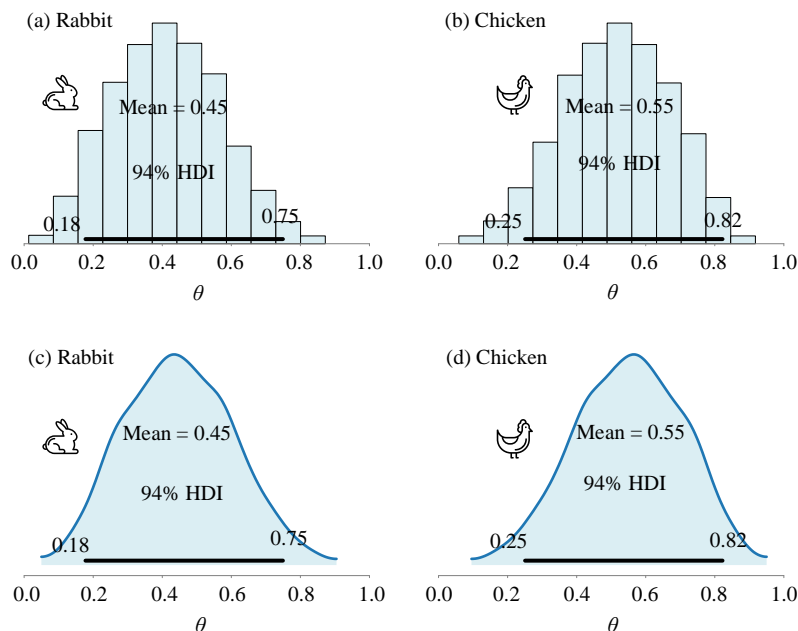 (a) Rabbit
Mean = 0.45
94% HDI
0.18
0.75
0.0 0.2 0.4 0.6 0.8 1.0
θ
(b) Chicken
Mean = 0.55
94% HDI
0.25
0.82
0.0 0.2 0.4 0.6 0.8 1.0
θ
(c) Rabbit
Mean = 0.45
94% HDI
0.18
0.75
0.0 0.2 0.4 0.6 0.8 1.0
θ
(d) Chicken
Mean = 0.55
94% HDI
0.25
0.82
0.0 0.2 0.4 0.6 0.8 1.0
θ